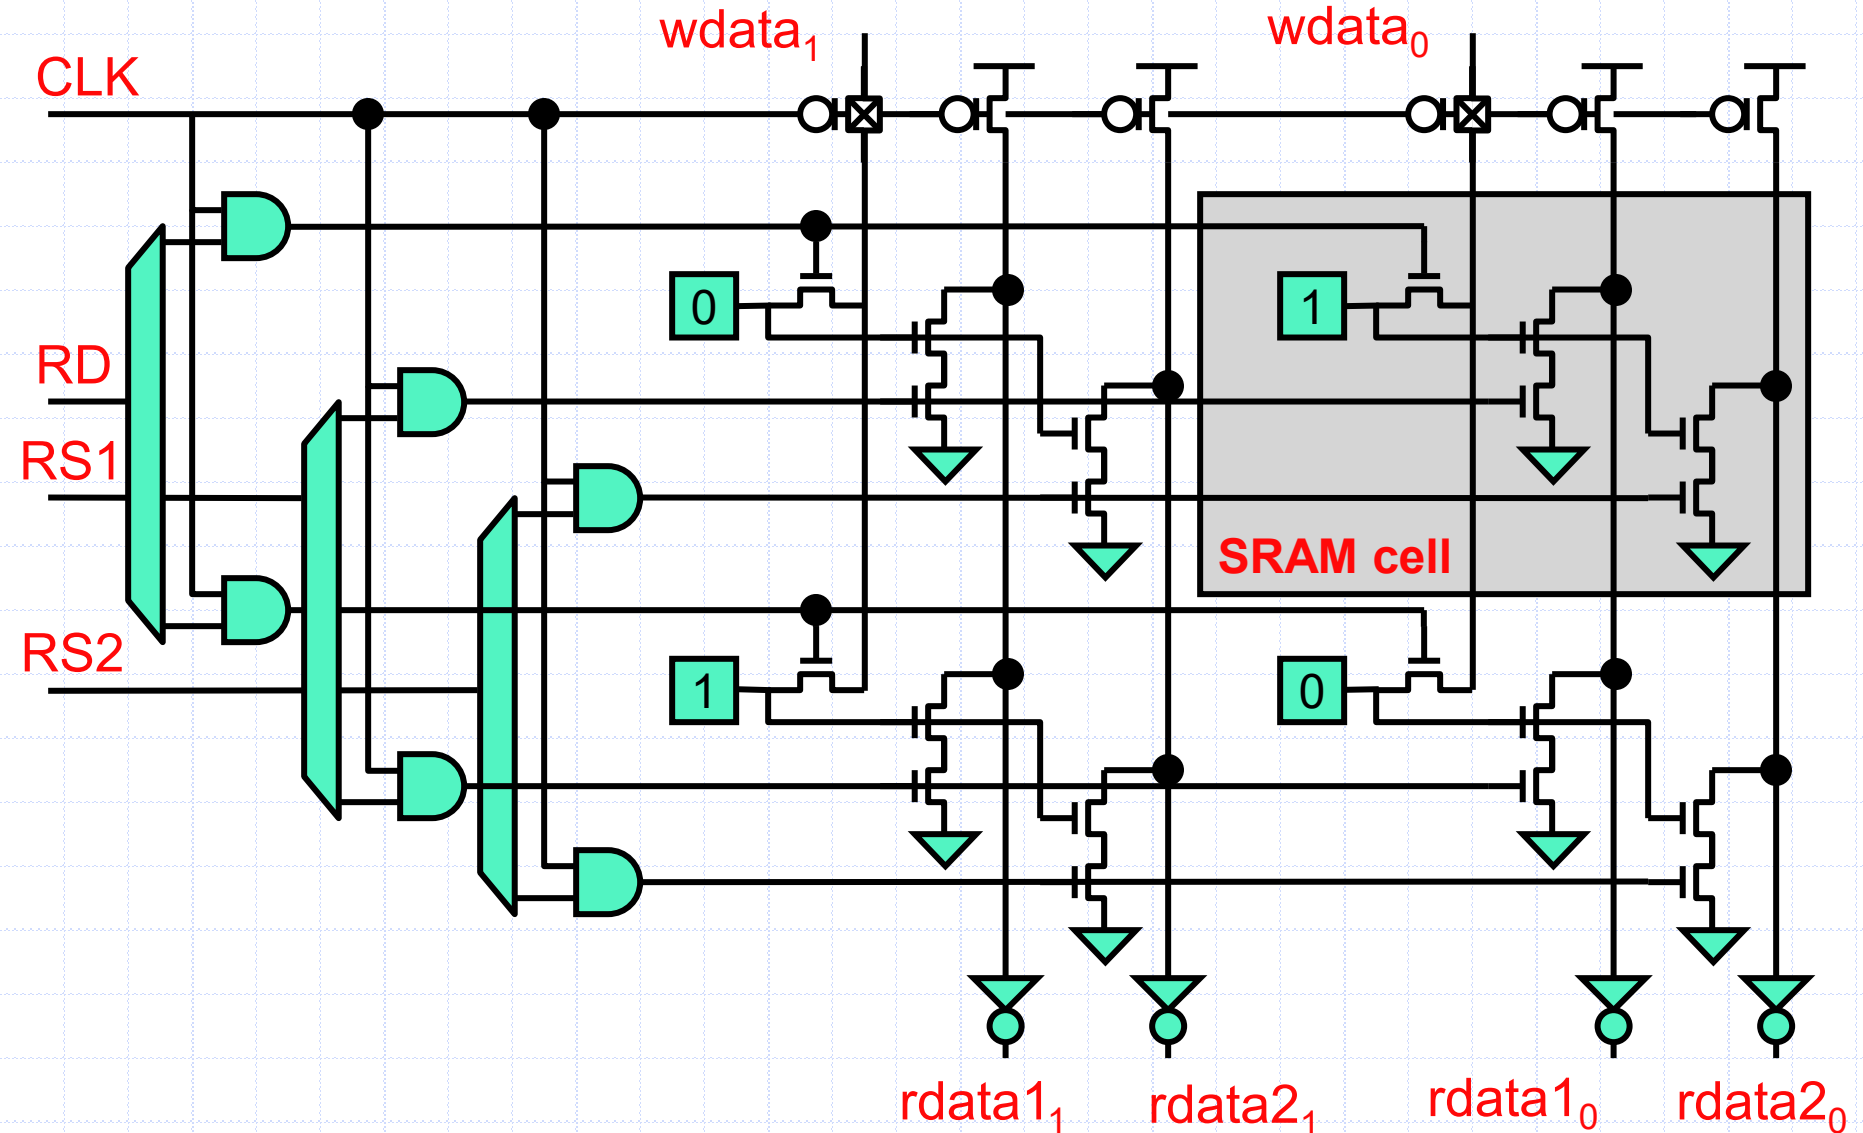 wdata₁
wdata₀
CLK
0
1
RD
RS1
SRAM cell
RS2
1
0
rdata1₁
rdata2₁
rdata1₀
rdata2₀